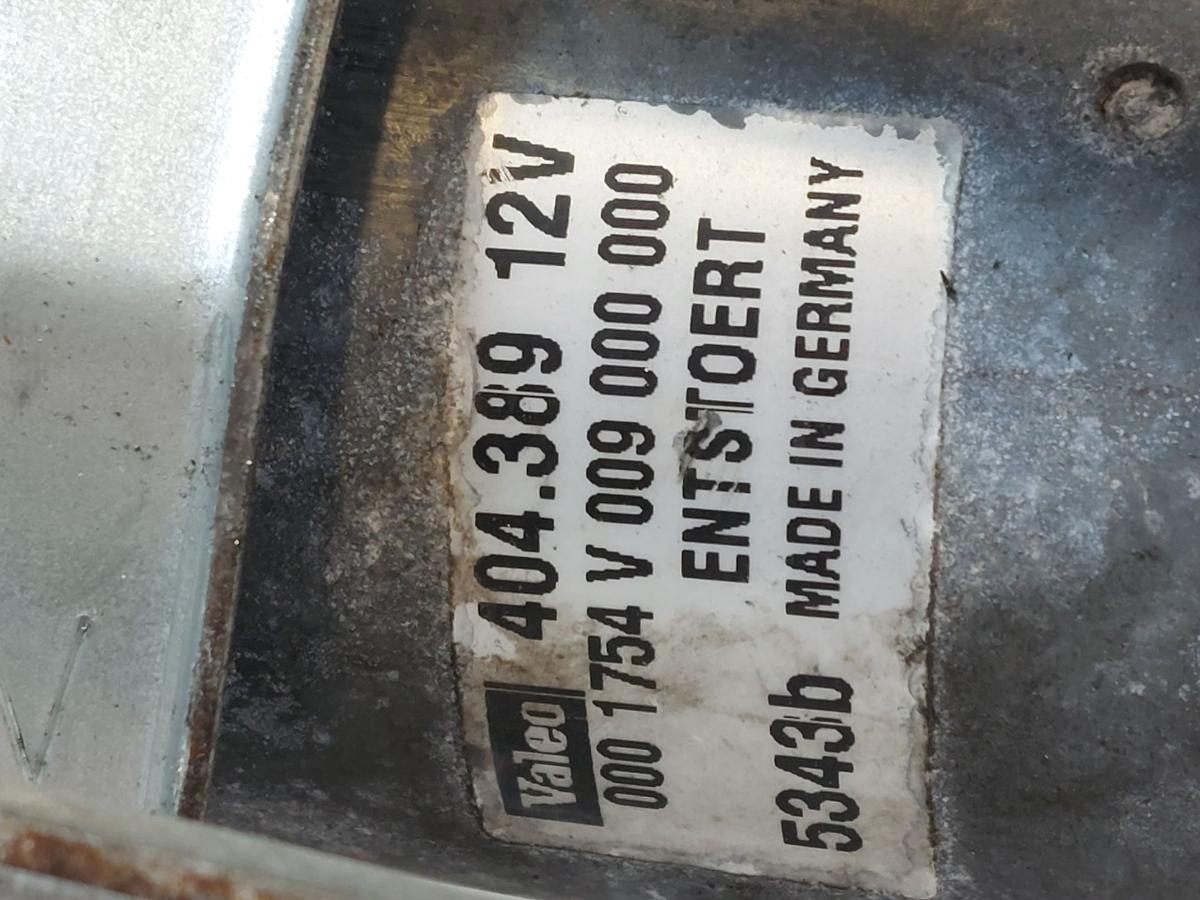 Valeo 404.389 12V
000 1754 V 009 000 000
ENTSTOERT
5343b MADE IN GERMANY